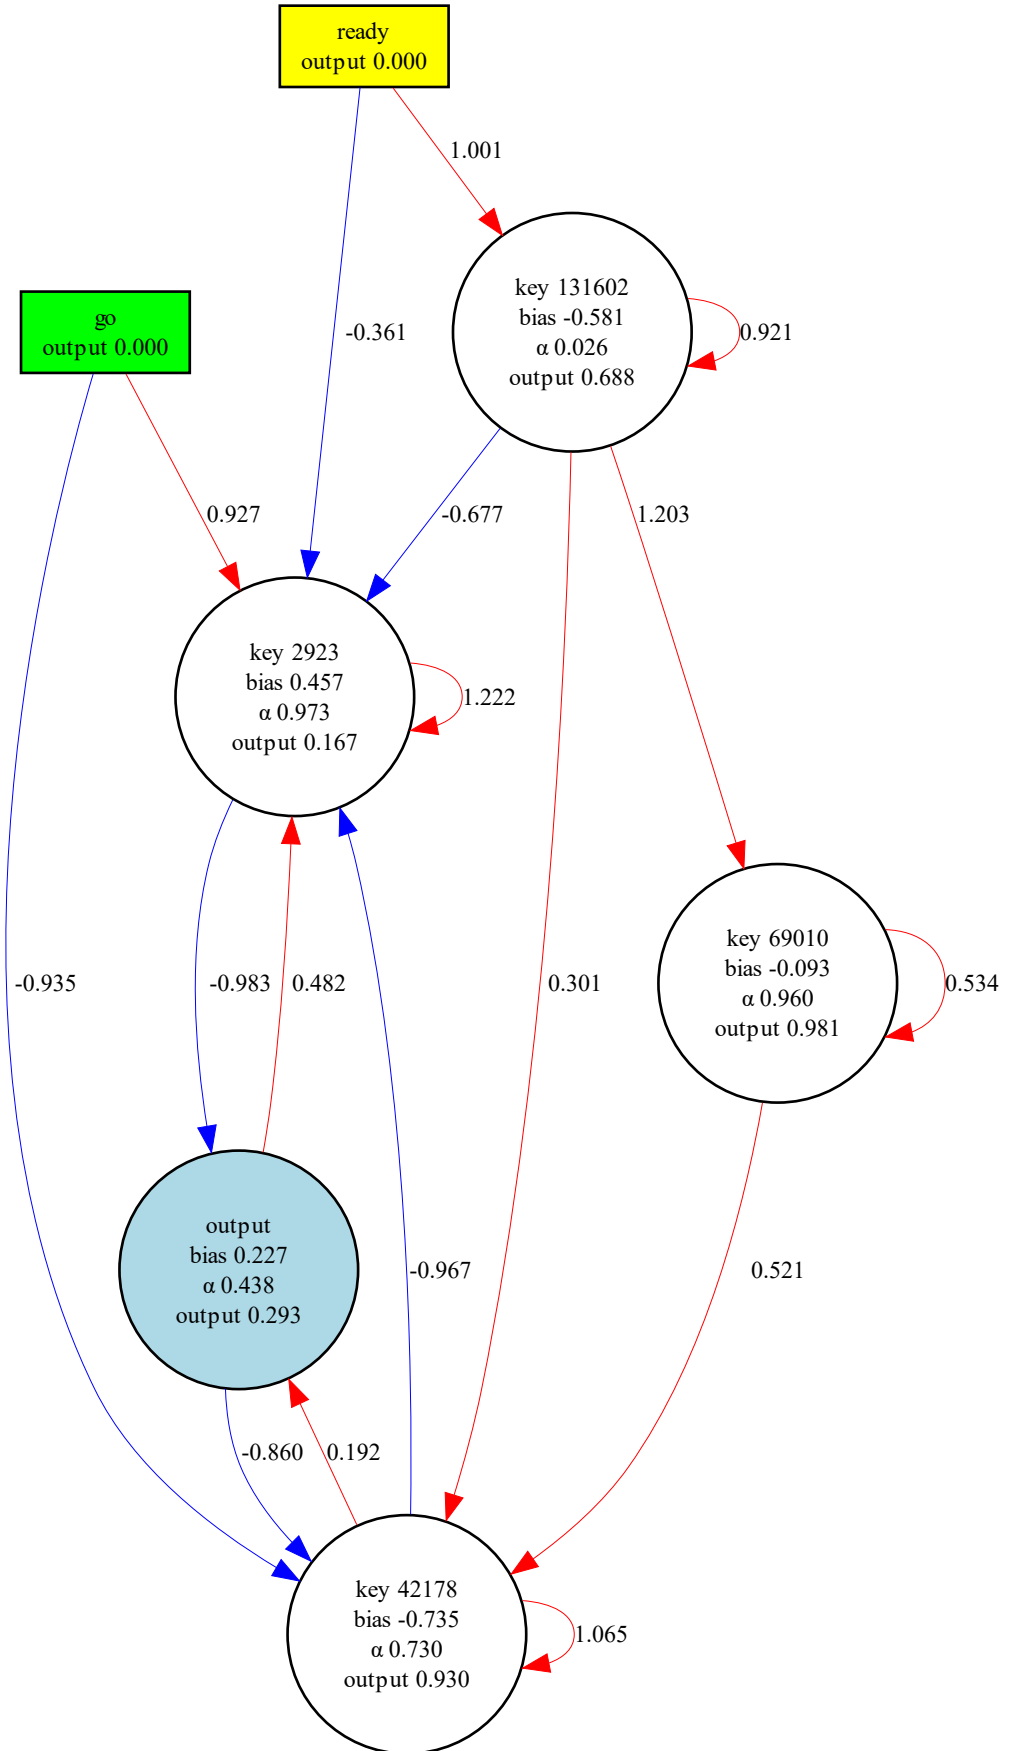 ready
output 0.000
1.001
key 131602
bias -0.581
α 0.026
output 0.688
0.921
go
output 0.000
-0.361
0.927
-0.677
1.203
key 2923
bias 0.457
α 0.973
output 0.167
1.222
key 69010
bias -0.093
α 0.960
output 0.981
0.534
-0.935
-0.983
0.482
0.301
output
bias 0.227
α 0.438
output 0.293
-0.967
0.521
-0.860
0.192
key 42178
bias -0.735
α 0.730
output 0.930
1.065